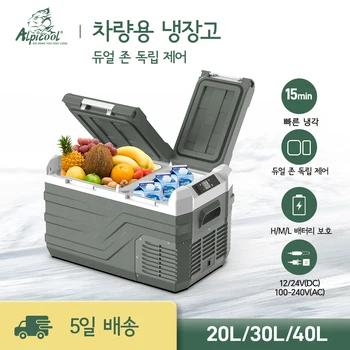 Alpicool®
차량용 냉장고
듀얼 존 독립 제어
15min
빠른 냉각
듀얼 존 독립 제어
H/M/L 배터리 보호
12/24V(DC)
100-240V(AC)
5일 배송
20L/30L/40L